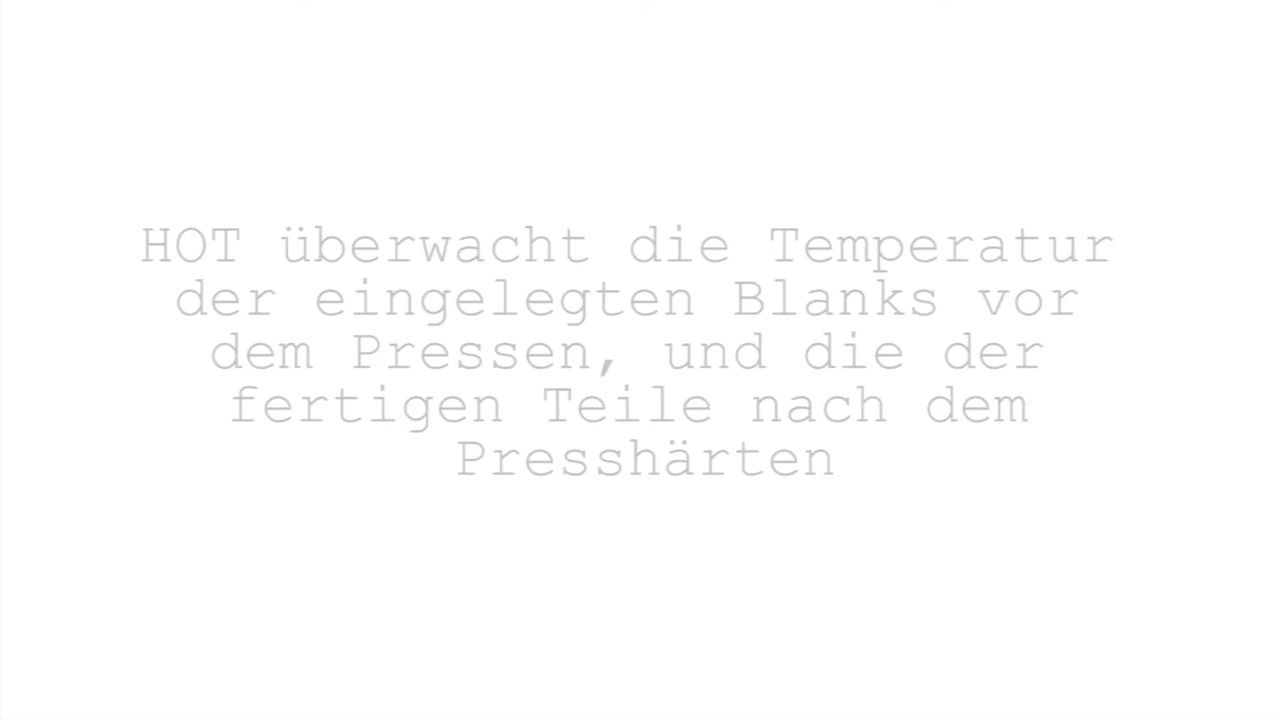 HOT überwacht die Temperatur
der eingelegten Blanks vor
dem Pressen, und die der
fertigen Teile nach dem
Presshärten